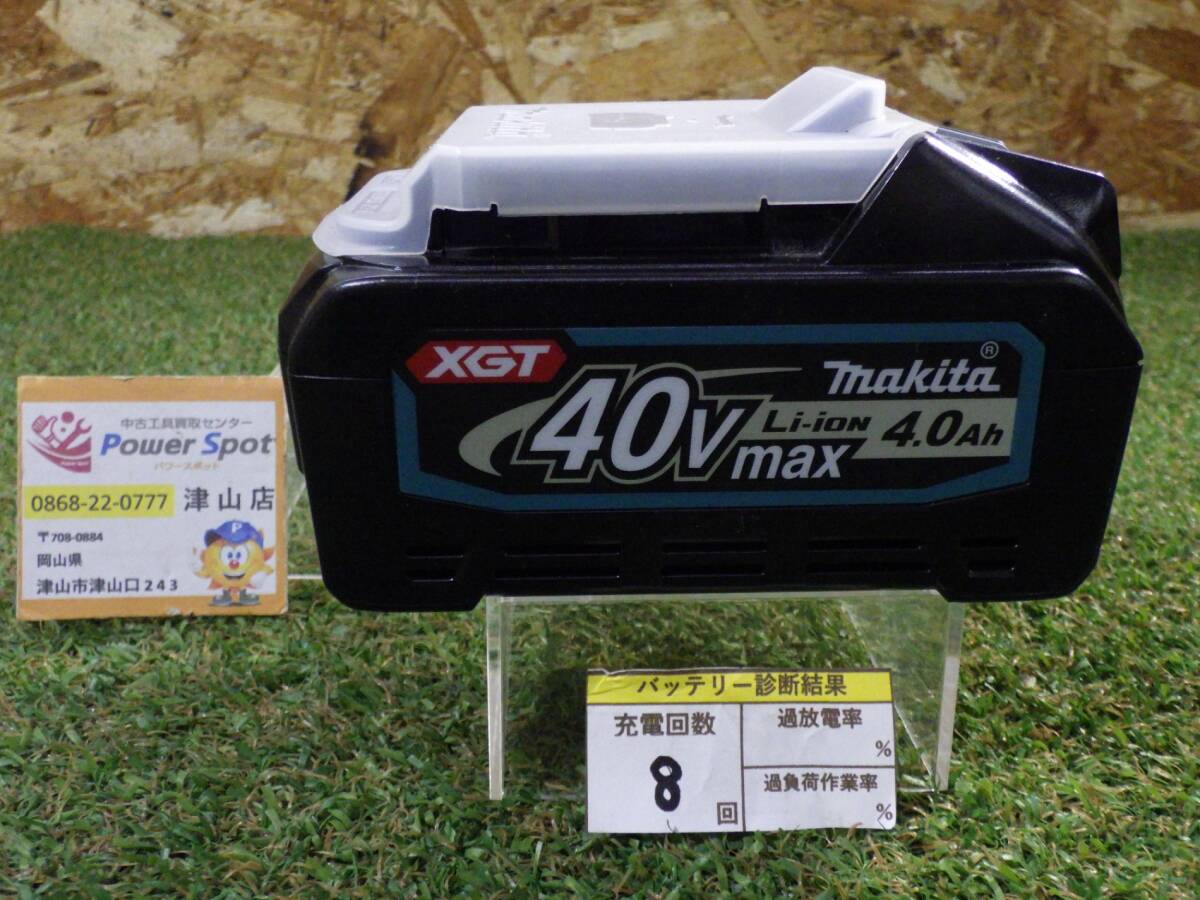 XGT
40Vmax
makita®
Li-ion 4.0Ah
中古工具買取センター
Power Spot
パワースポット
0868-22-0777 津山店
〒708-0884
岡山県
津山市津山口243
バッテリー診断結果
充電回数
8回
過放電率
%
過負荷作業率
%